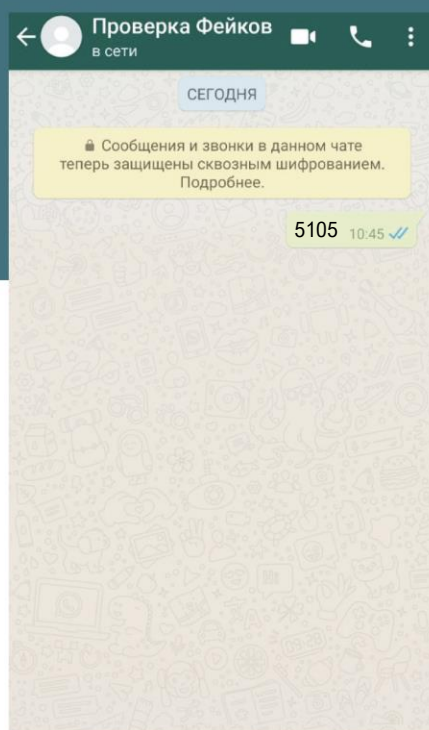 Проверка Фейков
в сети
СЕГОДНЯ
Сообщения и звонки в данном чате
теперь защищены сквозным шифрованием.
Подробнее.
5105 10:45